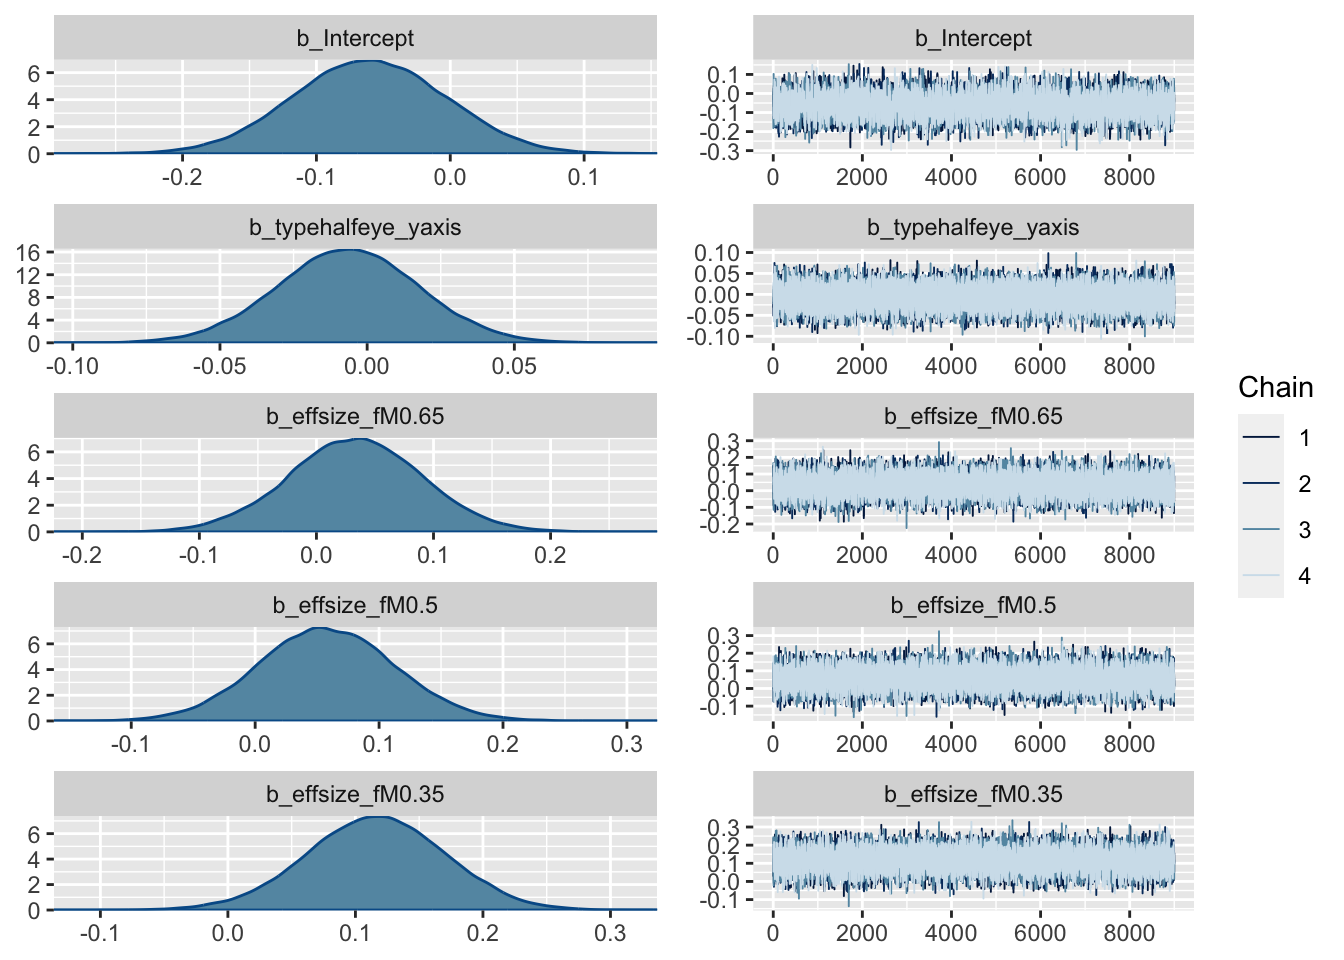 b_Intercept
6
4
2
0
-0.2 -0.1 0.0 0.1
b_Intercept
0.1
0.0
-0.1
-0.2
-0.3
0 2000 4000 6000 8000
b_typehalfeye_yaxis
16
12
8
4
0
-0.10 -0.05 0.00 0.05
b_typehalfeye_yaxis
0.10
0.05
0.00
-0.05
-0.10
0 2000 4000 6000 8000
b_effsize_fM0.65
6
4
2
0
-0.2 -0.1 0.0 0.1 0.2
b_effsize_fM0.65
0.3
0.2
0.1
0.0
-0.1
-0.2
0 2000 4000 6000 8000
b_effsize_fM0.5
6
4
2
0
-0.1 0.0 0.1 0.2 0.3
b_effsize_fM0.5
0.3
0.2
0.1
0.0
-0.1
0 2000 4000 6000 8000
b_effsize_fM0.35
6
4
2
0
-0.1 0.0 0.1 0.2 0.3
b_effsize_fM0.35
0.3
0.2
0.1
0.0
-0.1
0 2000 4000 6000 8000
Chain
1
2
3
4